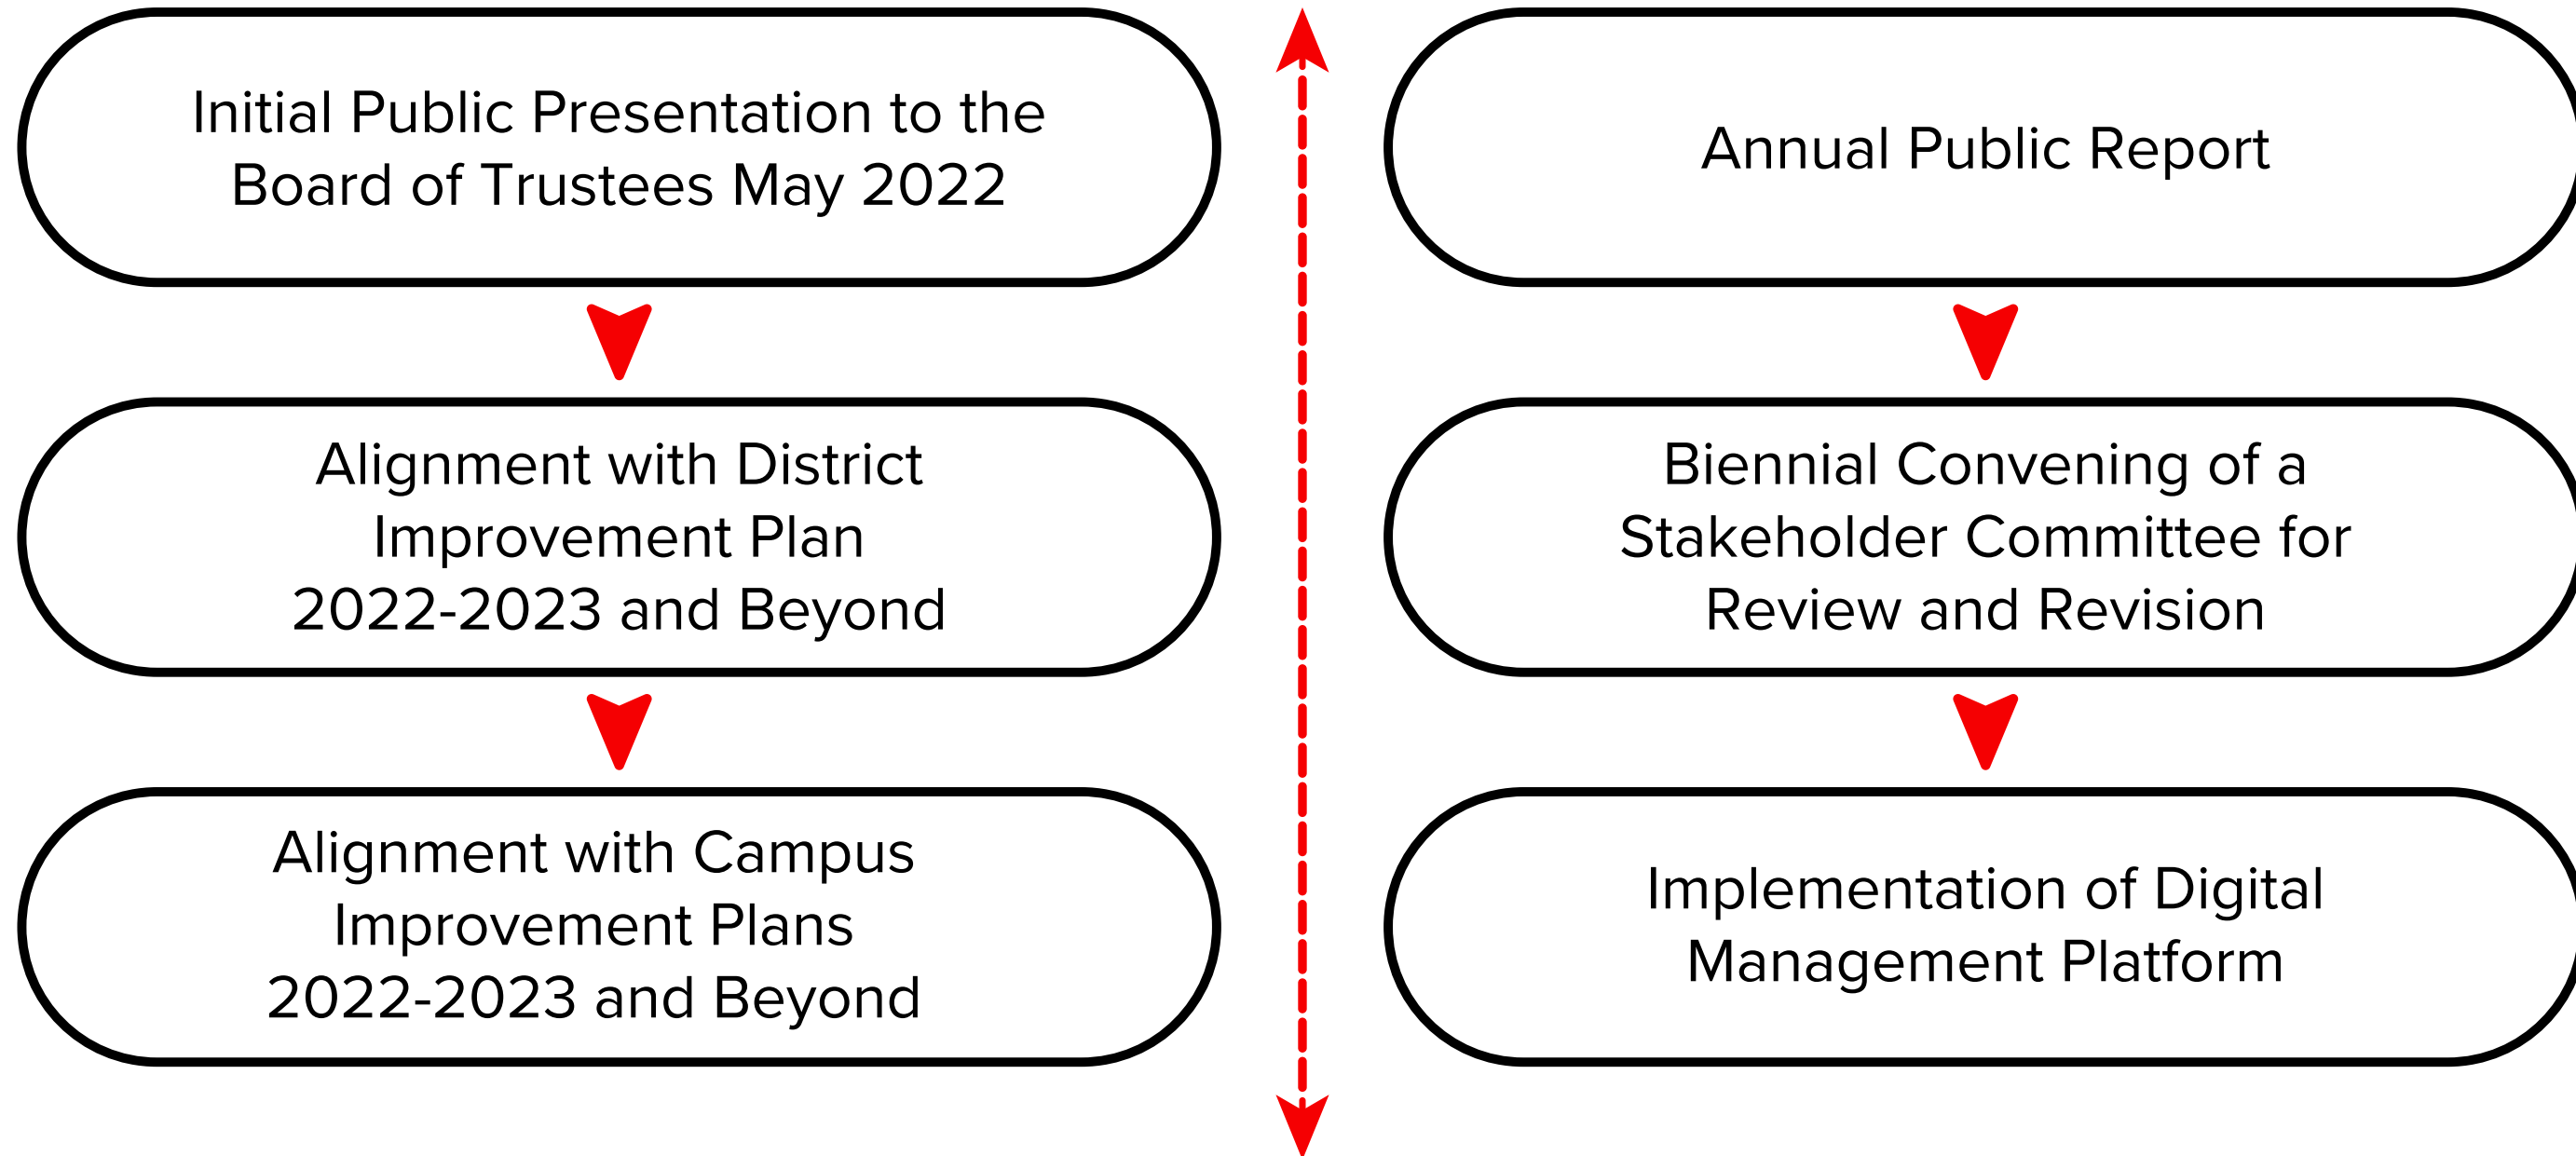 Initial Public Presentation to the
Board of Trustees May 2022
Alignment with District
Improvement Plan
2022-2023 and Beyond
Alignment with Campus
Improvement Plans
2022-2023 and Beyond
Annual Public Report
Biennial Convening of a
Stakeholder Committee for
Review and Revision
Implementation of Digital
Management Platform